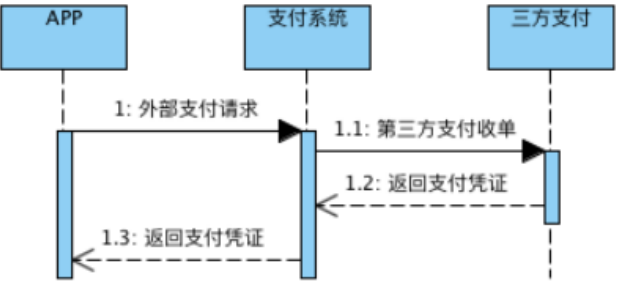 APP
支付系统
三方支付
1: 外部支付请求
1.1: 第三方支付收单
1.2: 返回支付凭证
1.3: 返回支付凭证